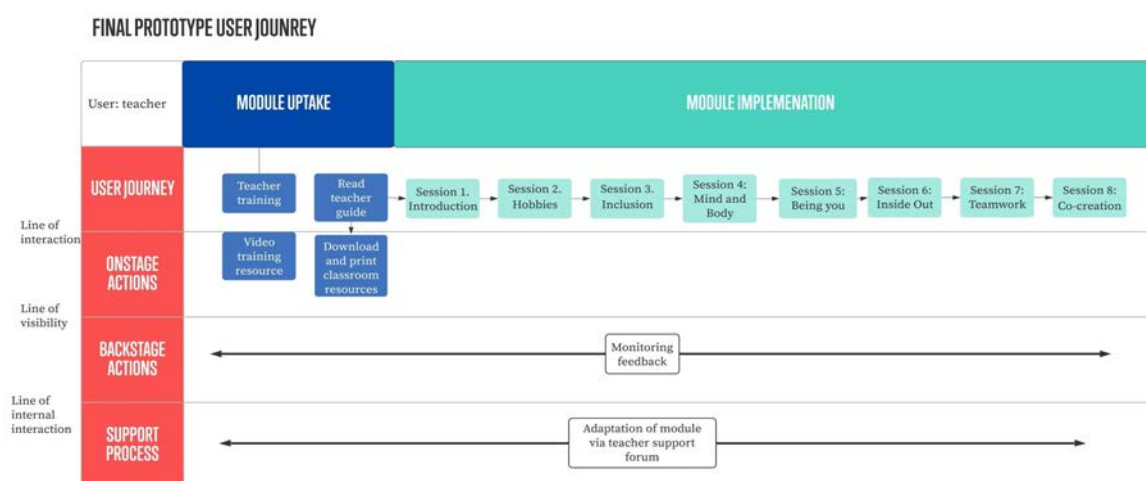 FINAL PROTOTYPE USER JOUNREY
User: teacher
MODULE UPTAKE
MODULE IMPLEMENATION
USER JOURNEY
Teacher
training
Read
teacher
guide
Session 1.
Introduction
Session 2.
Hobbies
Session 3.
Inclusion
Session 4:
Mind and
Body
Session 5:
Being you
Session 6:
Inside Out
Session 7:
Teamwork
Session 8:
Co-creation
Line of
interaction
ONSTAGE
ACTIONS
Video
training
resource
Download
and print
classroom
resources
Line of
visibility
BACKSTAGE
ACTIONS
Monitoring
feedback
Line of
internal
interaction
SUPPORT
PROCESS
Adaptation of module
via teacher support
forum